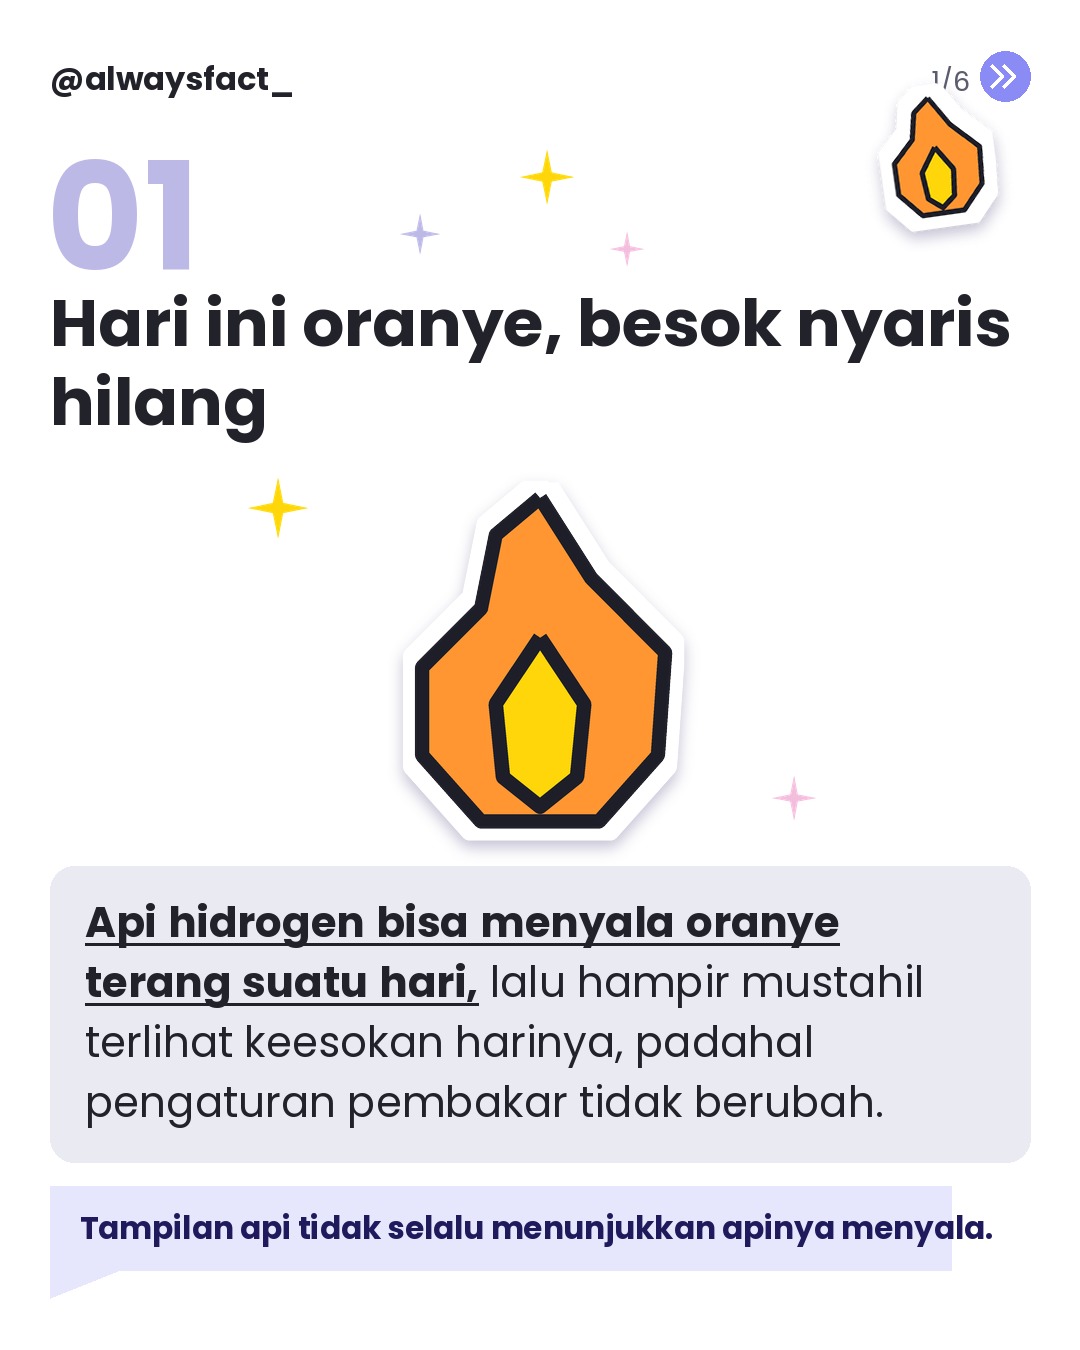 @alwaysfact_
1/6
01
Hari ini oranye, besok nyaris
hilang
Api hidrogen bisa menyala oranye
terang suatu hari, lalu hampir mustahil
terlihat keesokan harinya, padahal
pengaturan pembakar tidak berubah.
Tampilan api tidak selalu menunjukkan apinya menyala.